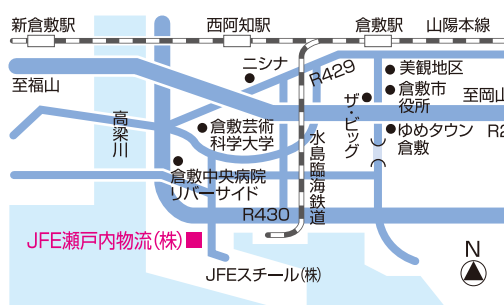 新倉敷駅
西阿知駅
倉敷駅
山陽本線
ニシナ
R429
美観地区
至福山
ザ・ビッグ
倉敷市
役所
至岡山
高梁川
倉敷芸術
科学大学
水島臨海鉄道
ゆめタウン
倉敷
R2
倉敷中央病院
リバーサイド
R430
JFE瀬戸内物流(株)
JFEスチール(株)
N